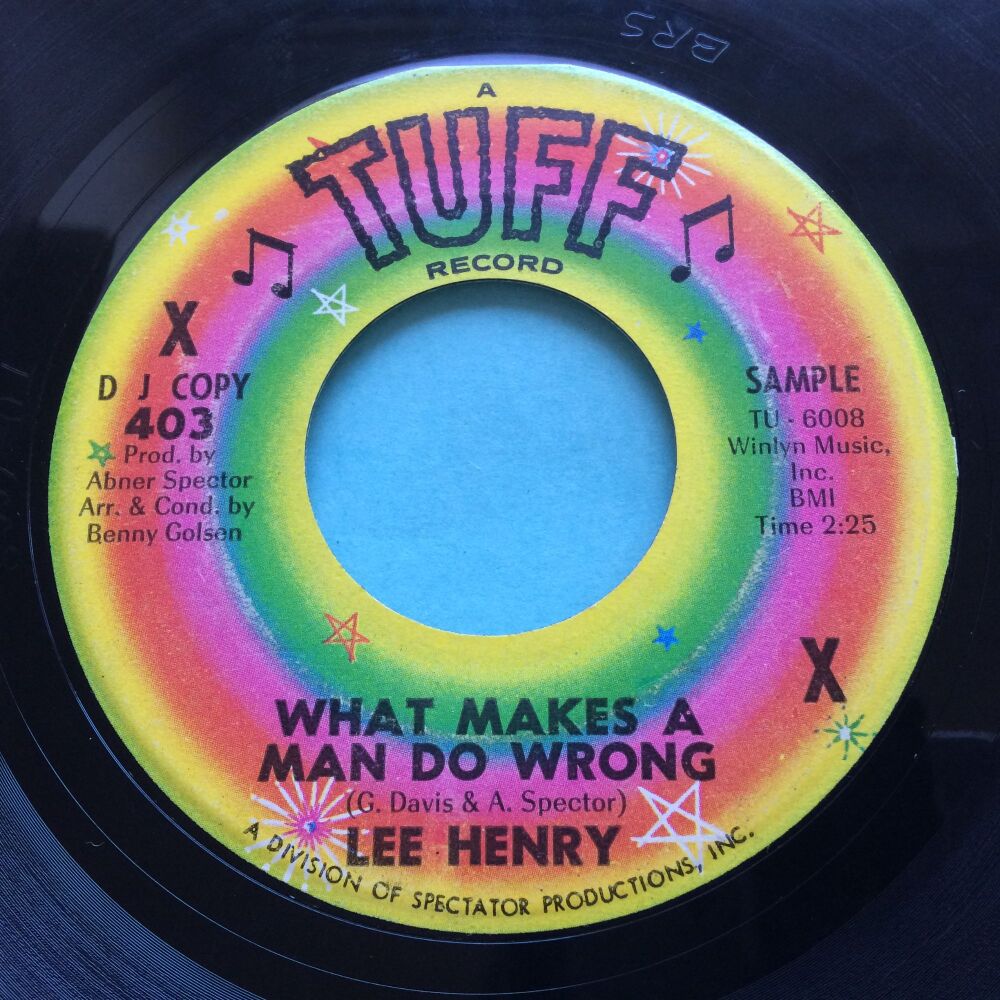 BRS
A
TUFF
RECORD
X
D J COPY
403
Prod. by
Abner Spector
Arr. & Cond. by
Benny Golsen
SAMPLE
TU - 6008
Winlyn Music,
Inc.
BMI
Time 2:25
X
WHAT MAKES A
MAN DO WRONG
(G. Davis & A. Spector)
LEE HENRY
A DIVISION OF SPECTATOR PRODUCTIONS, INC.